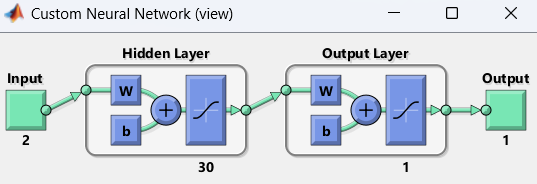 Custom Neural Network (view)
Hidden Layer
Output Layer
Input
Output
W
W
b
b
2
1
30
1